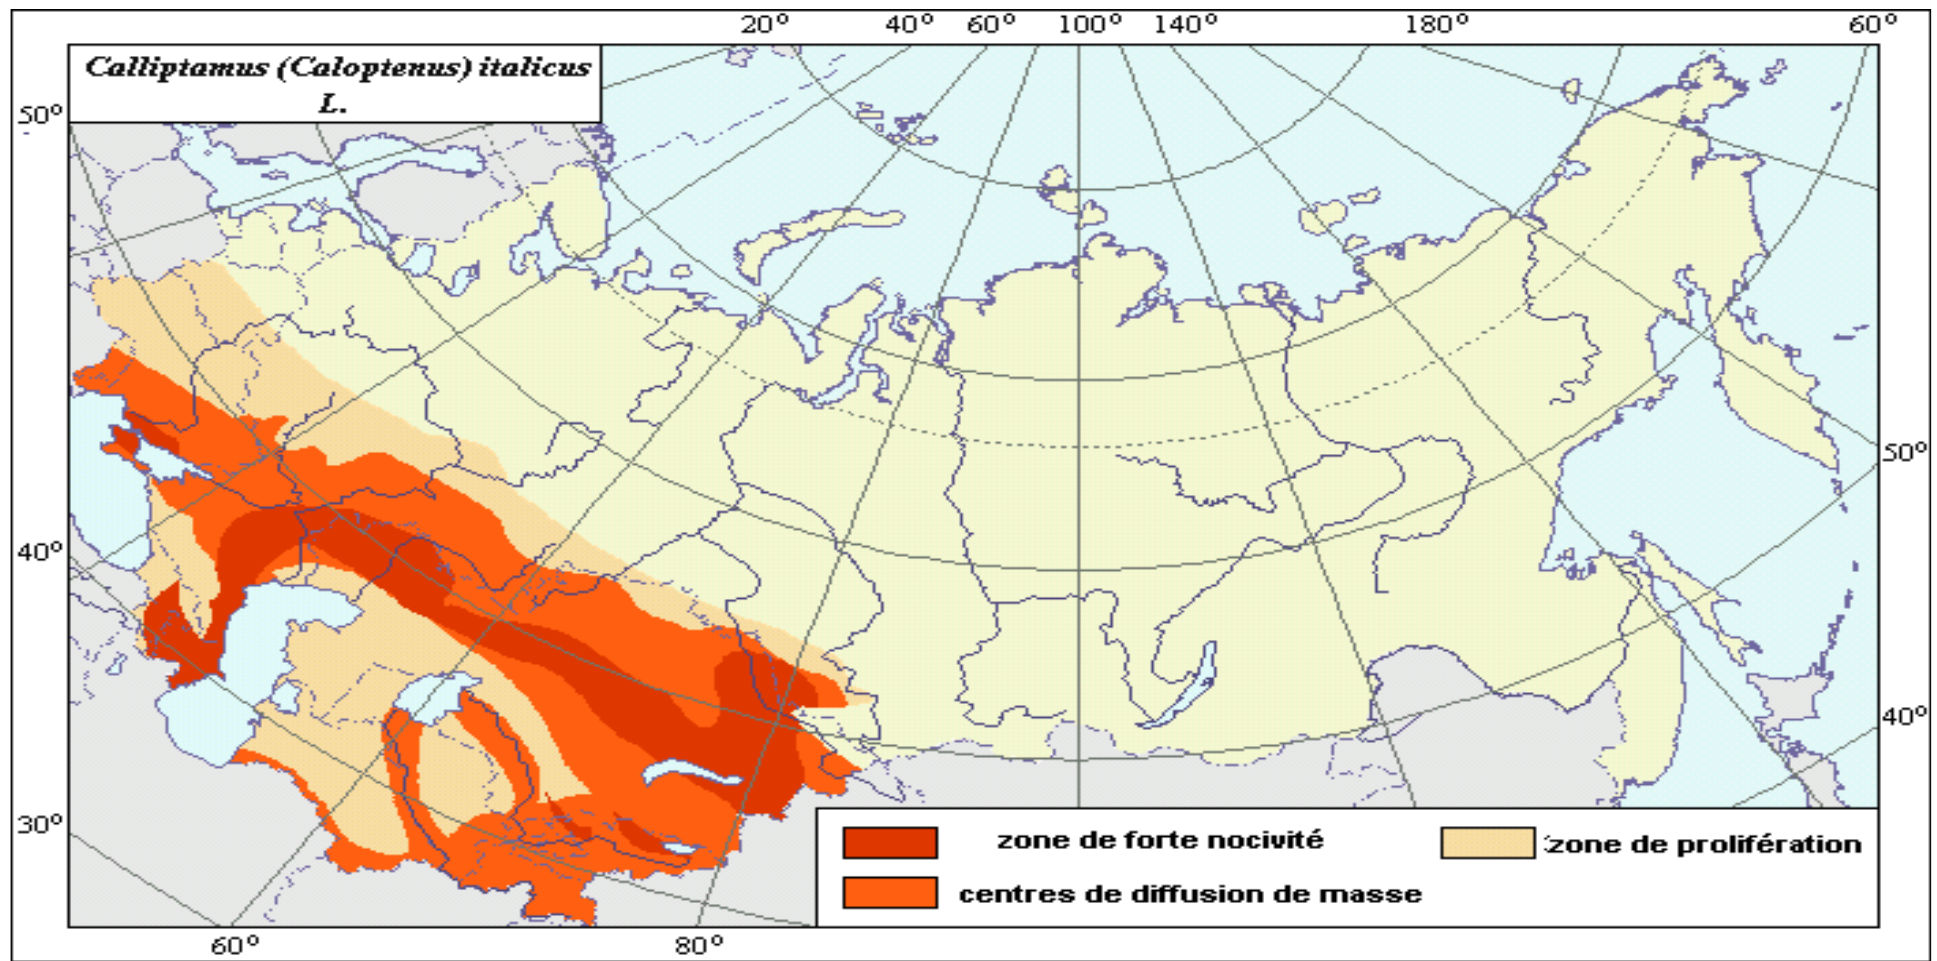 20° 40° 60° 100° 140° 180° 60°
Calliptamus (Caloptenus) italicus
L.
50°
50°
40°
40°
30°
zone de forte nocivité
zone de prolifération
centres de diffusion de masse
60° 80°